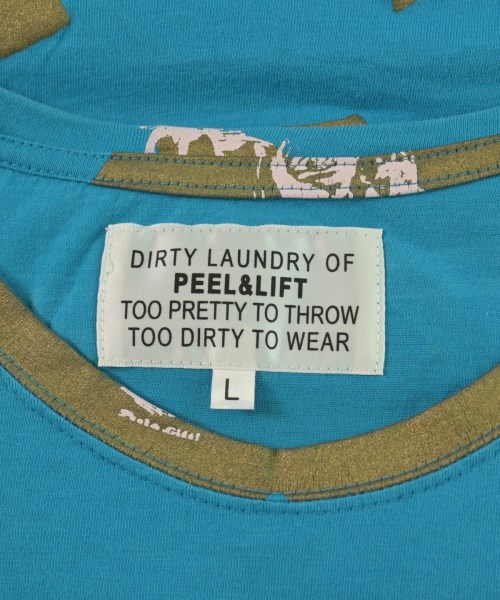 DIRTY LAUNDRY OF
PEEL&LIFT
TOO PRETTY TO THROW
TOO DIRTY TO WEAR
L